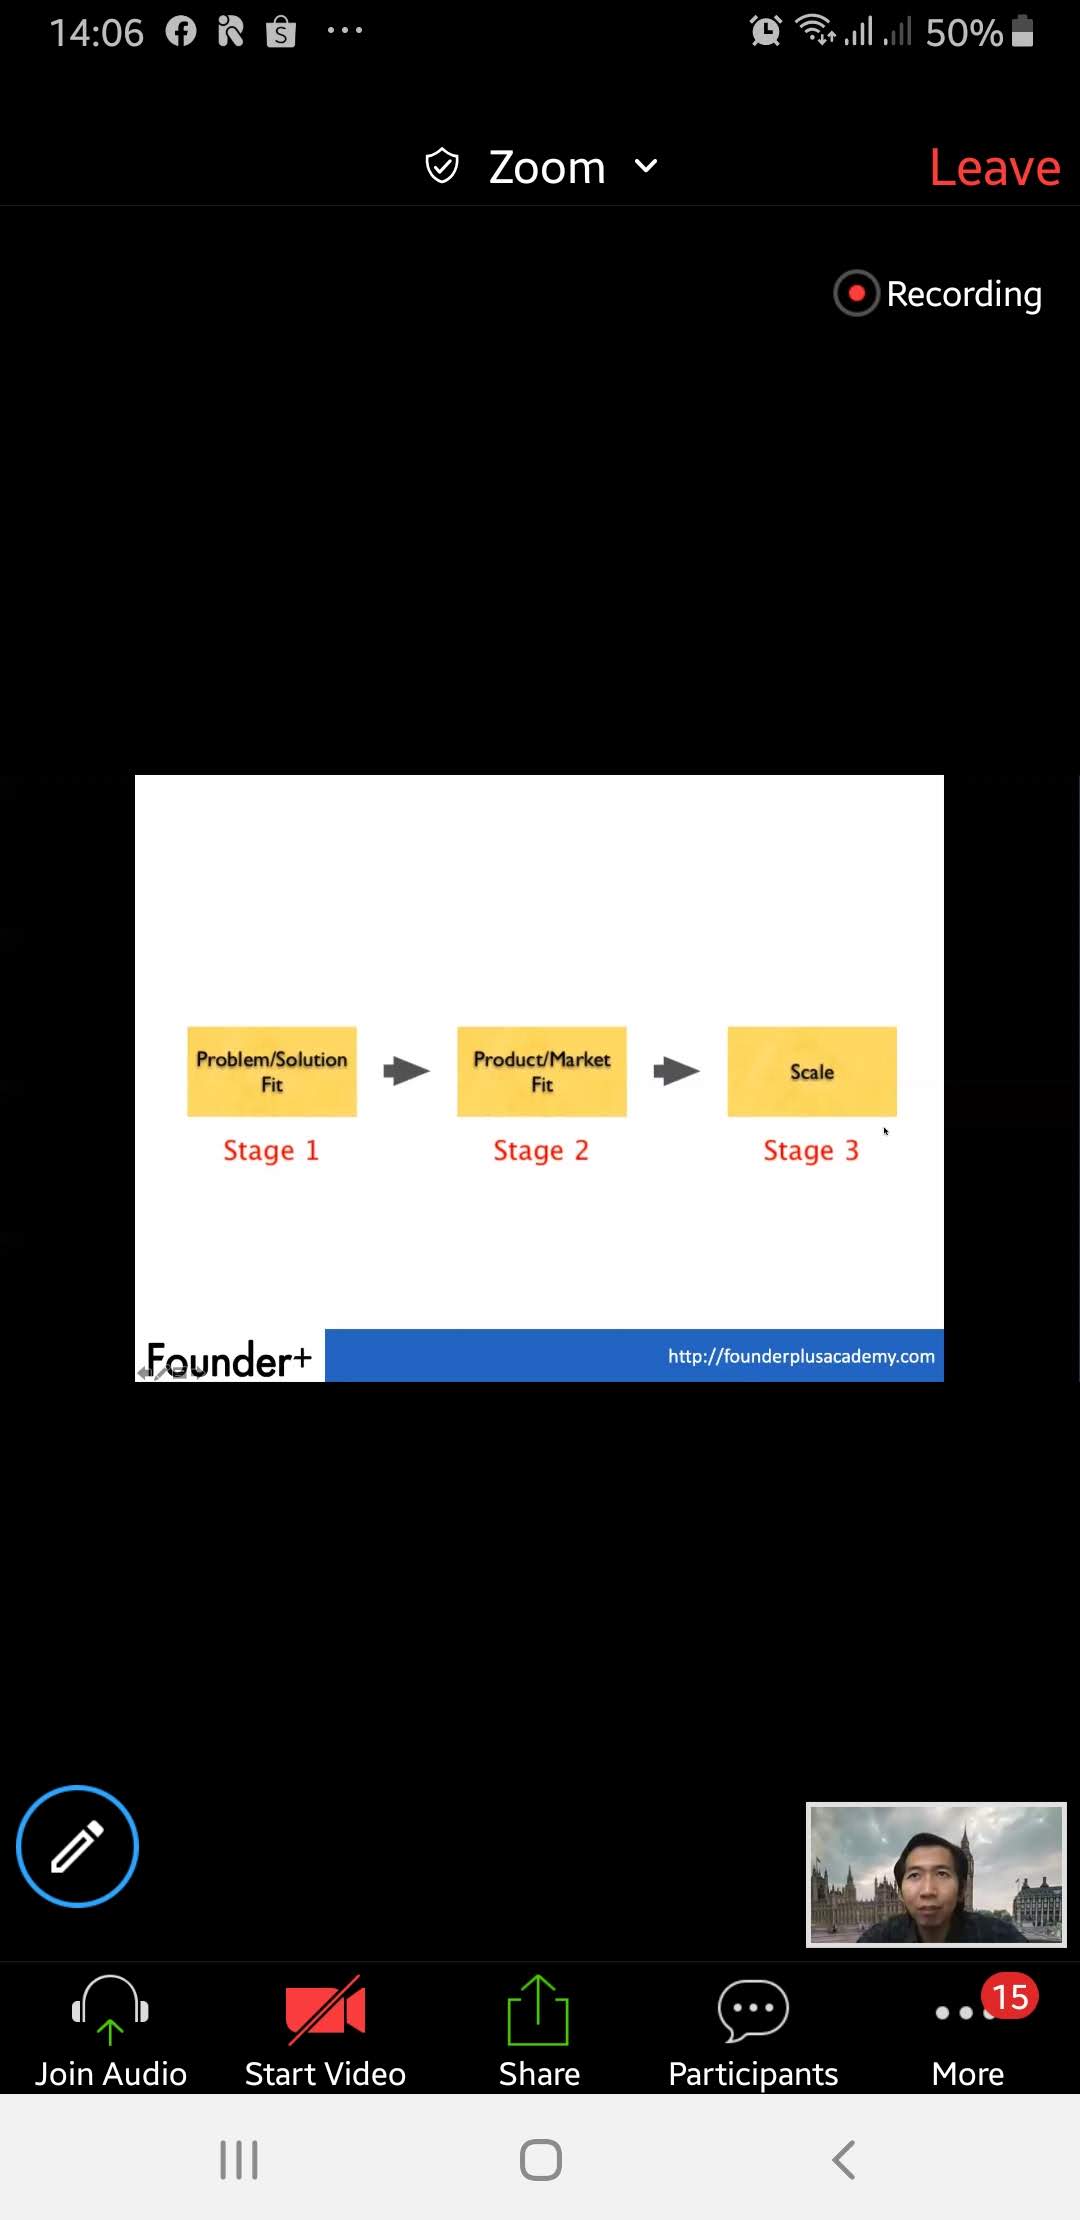 14:06
50%
Zoom
Leave
Recording
Problem/Solution
Fit
Product/Market
Fit
Scale
Stage 1
Stage 2
Stage 3
Founder+
http://founderplusacademy.com
15
Join Audio
Start Video
Share
Participants
More